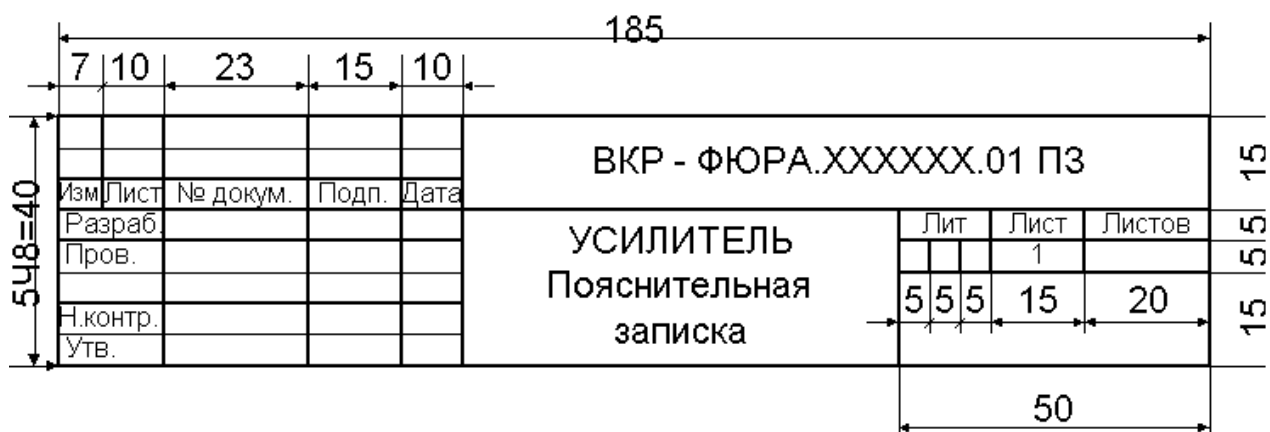 185
7 10 23 15 10
ВКР - ФЮРА.XXXXXX.01 ПЗ
15
Изм Лист № докум. Подп. Дата
Разраб.
Пров.
Н.контр.
Утв.
5Ч8=40
УСИЛИТЕЛЬ
Пояснительная
записка
Лит Лист Листов
1
5 5 5 15 20
5
5
15
50